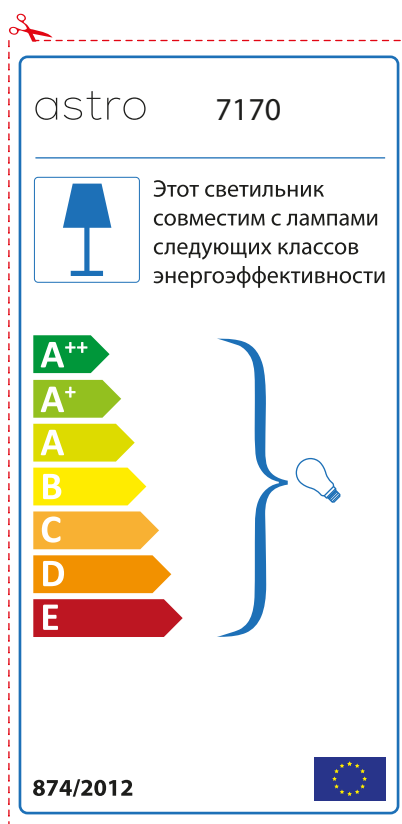 astro 7170
Этот светильник
совместим с лампами
следующих классов
энергоэффективности
A++
A+
A
B
C
D
E
874/2012